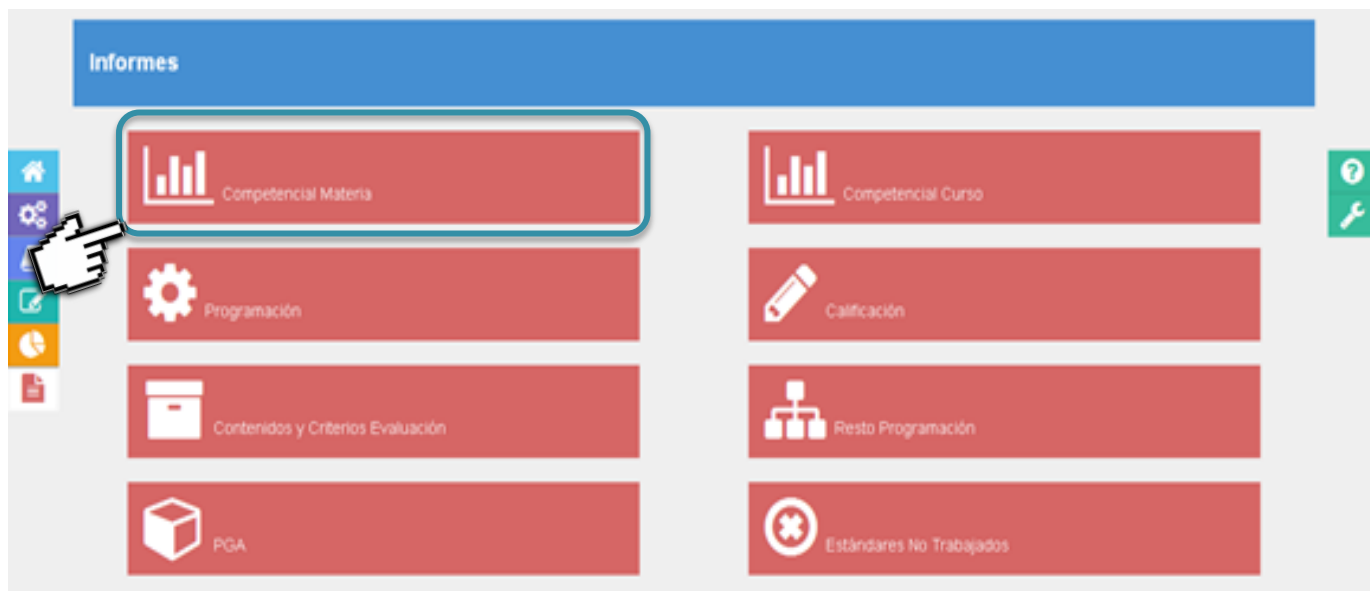 Informes
Competencial Materia
Competencial Curso
Programación
Calificación
Contenidos y Criterios Evaluación
Resto Programación
PGA
Estándares No Trabajados